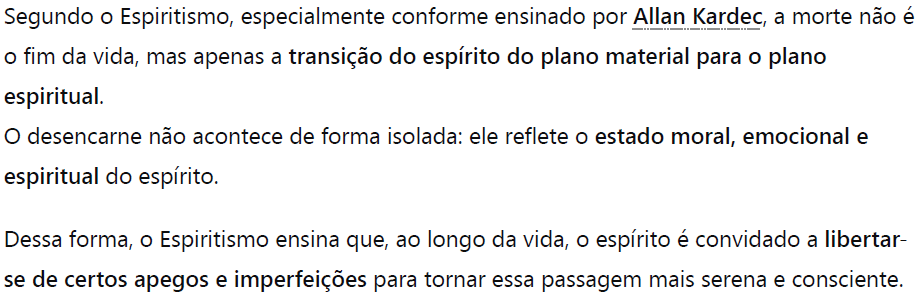 Segundo o Espiritismo, especialmente conforme ensinado por Allan Kardec, a morte não é
o fim da vida, mas apenas a transição do espírito do plano material para o plano
espiritual.
O desencarne não acontece de forma isolada: ele reflete o estado moral, emocional e
espiritual do espírito.
Dessa forma, o Espiritismo ensina que, ao longo da vida, o espírito é convidado a libertar-
se de certos apegos e imperfeições para tornar essa passagem mais serena e consciente.